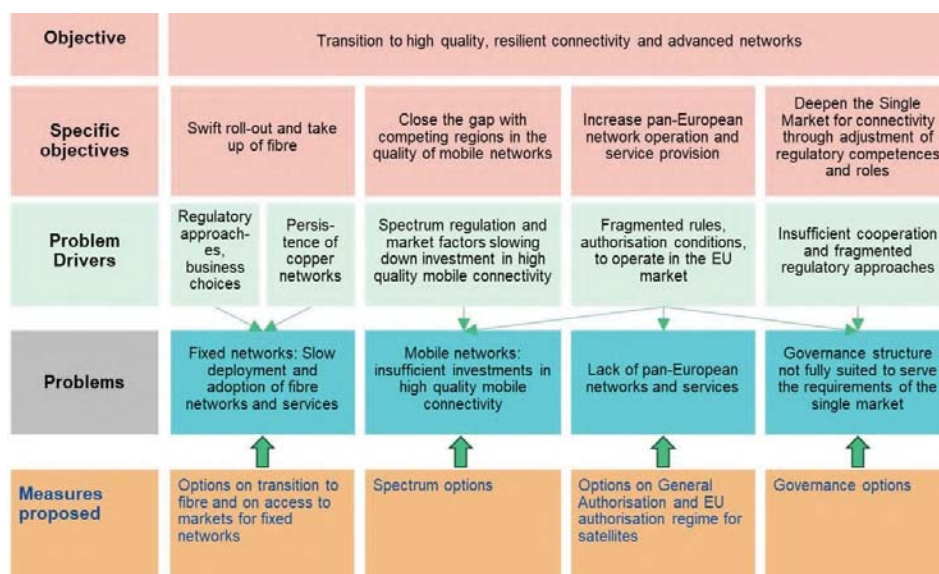 Objective
Transition to high quality, resilient connectivity and advanced networks
Specific
objectives
Swift roll-out and take
up of fibre
Close the gap with
competing regions in the
quality of mobile networks
Increase pan-European
network operation and
service provision
Deepen the Single
Market for connectivity
through adjustment of
regulatory competences
and roles
Problem
Drivers
Regulatory
approach-
es,
business
choices
Persis-
tence of
copper
networks
Spectrum regulation and
market factors slowing
down investment in high
quality mobile connectivity
Fragmented rules,
authorisation conditions,
to operate in the EU
market
Insufficient cooperation
and fragmented
regulatory approaches
Problems
Fixed networks: Slow
deployment and
adoption of fibre
networks and services
Mobile networks:
insufficient investments in
high quality mobile
connectivity
Lack of pan-European
networks and services
Governance structure
not fully suited to serve
the requirements of the
single market
Measures
proposed
Options on transition to
fibre and on access to
markets for fixed
networks
Spectrum options
Options on General
Authorisation and EU
authorisation regime for
satellites
Governance options